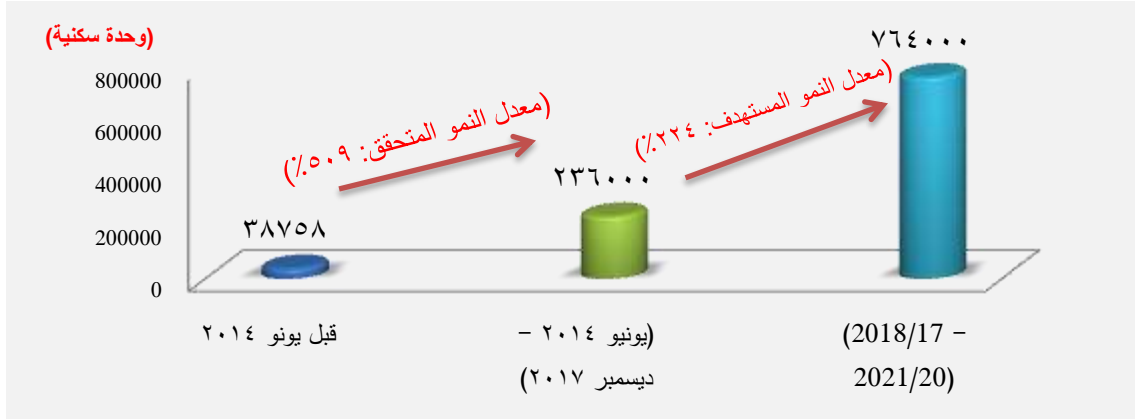 (وحدة سكنية)
٧٦٤٠٠٠
800000
(معدل النمو المستهدف: ٢٢٤٪)
(معدل النمو المتحقق: ٥٠٩٪)
600000
400000
٢٣٦٠٠٠
200000
٣٨٧٥٨
0
قبل يونو ٢٠١٤
(يونيو ٢٠١٤ –
ديسمبر ٢٠١٧)
(2018/17 –
2021/20)